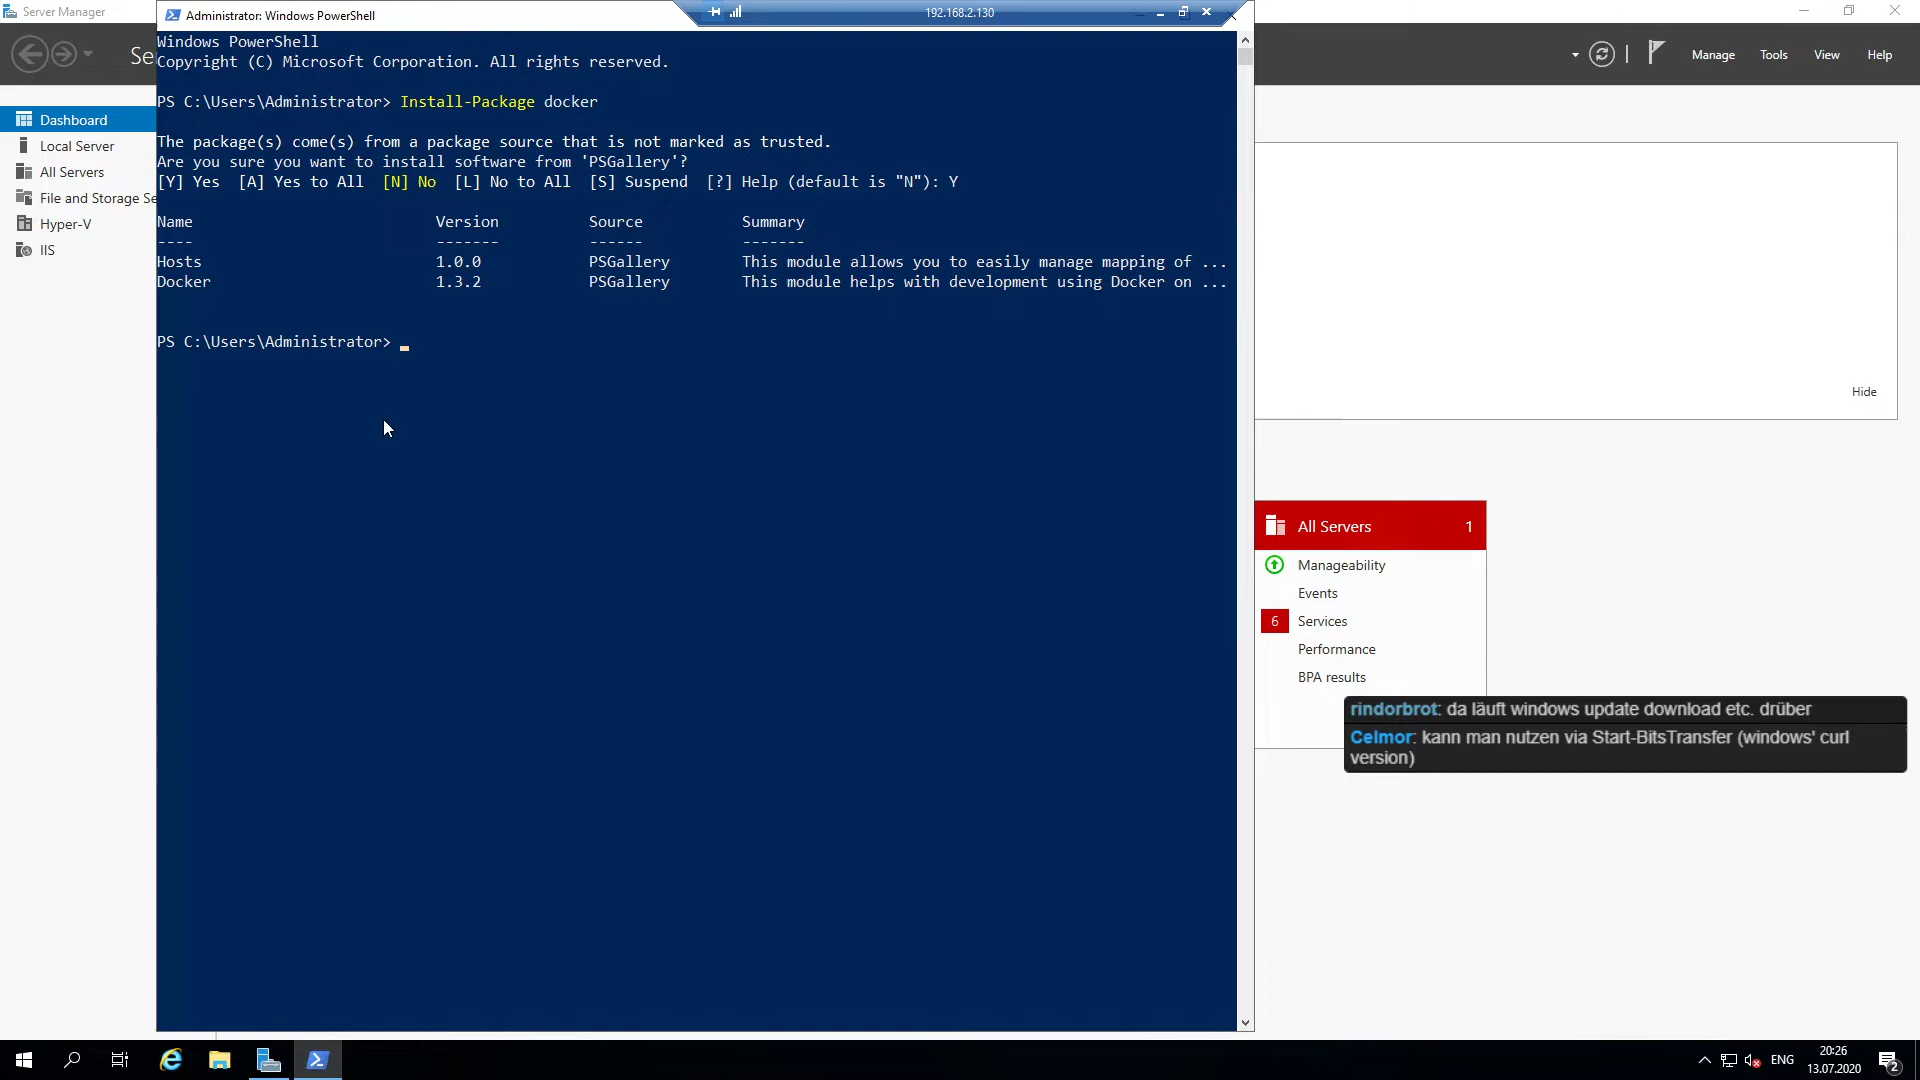 Server Manager
Administrator: Windows PowerShell
192.168.2.130
Se
Manage
Tools
View
Help
Dashboard
Local Server
All Servers
File and Storage Se
Hyper-V
IIS
Windows PowerShell
Copyright (C) Microsoft Corporation. All rights reserved.
PS C:\Users\Administrator> Install-Package docker
The package(s) come(s) from a package source that is not marked as trusted.
Are you sure you want to install software from 'PSGallery'?
[Y] Yes  [A] Yes to All  [N] No  [L] No to All  [S] Suspend  [?] Help (default is "N"): Y
Name Version Source Summary
---- ------- ------ -------
Hosts 1.0.0 PSGallery This module allows you to easily manage mapping of ...
Docker 1.3.2 PSGallery This module helps with development using Docker on ...
PS C:\Users\Administrator> _
Hide
All Servers 1
Manageability
Events
6 Services
Performance
BPA results
rindorbrot: da läuft windows update download etc. drüber
Celmor: kann man nutzen via Start-BitsTransfer (windows' curl
version)
ENG
20:26
13.07.2020
2